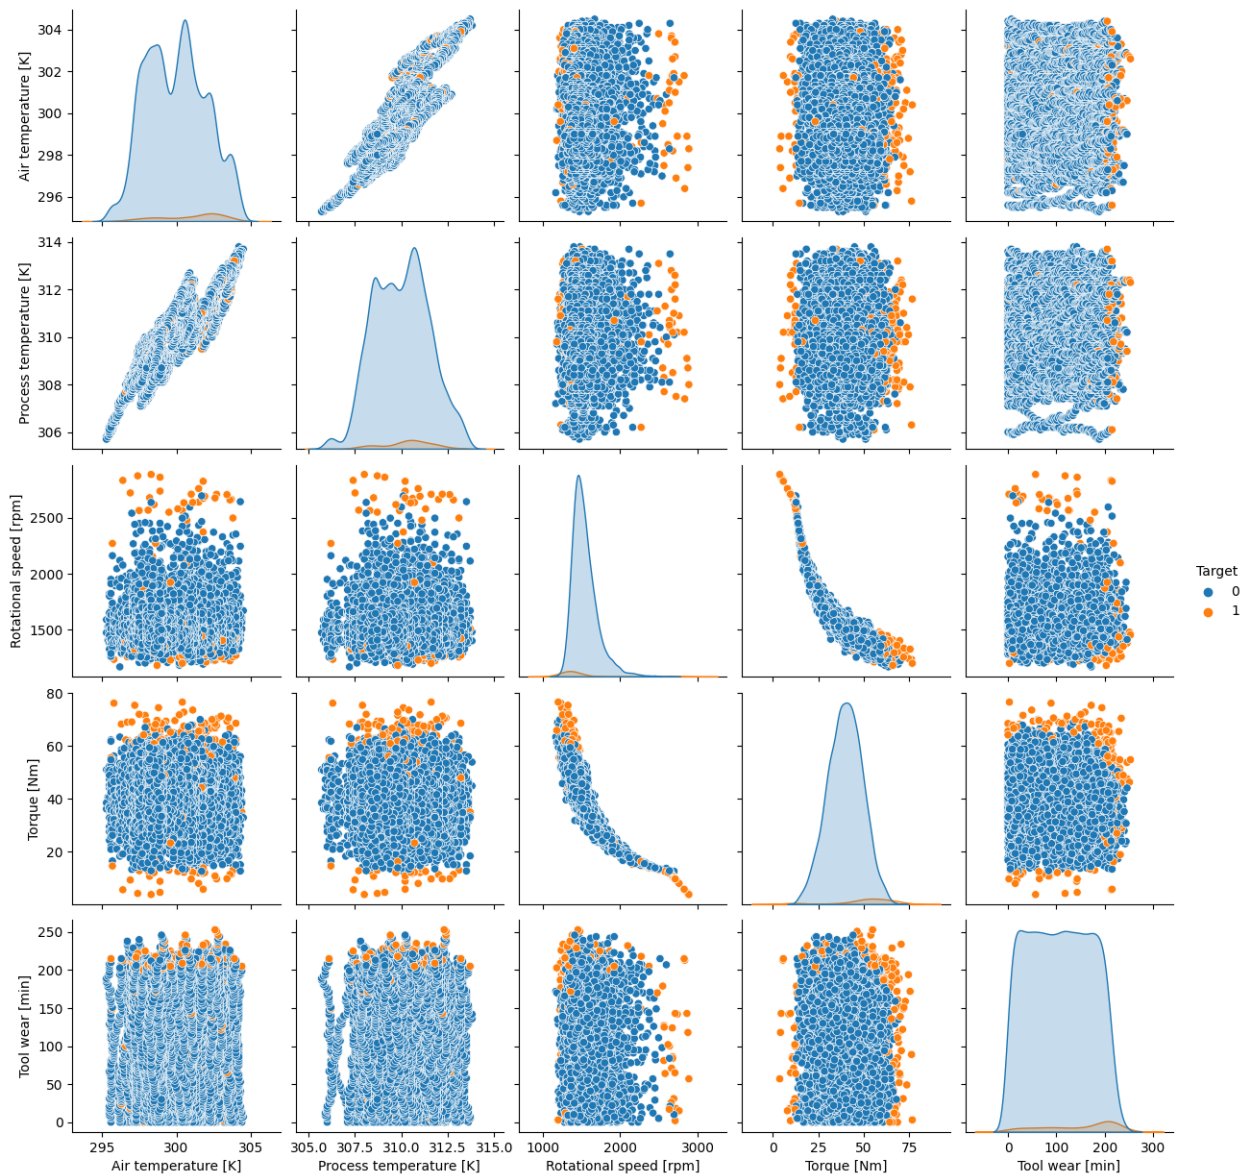 304
302
300
298
296
Air temperature [K]
314
312
310
308
306
Process temperature [K]
2500
2000
1500
Rotational speed [rpm]
Target
0
1
80
60
40
20
Torque [Nm]
250
200
150
100
50
0
Tool wear [min]
295 300 305
Air temperature [K]
305.0 307.5 310.0 312.5 315.0
Process temperature [K]
1000 2000 3000
Rotational speed [rpm]
0 25 50 75
Torque [Nm]
0 100 200 300
Tool wear [min]